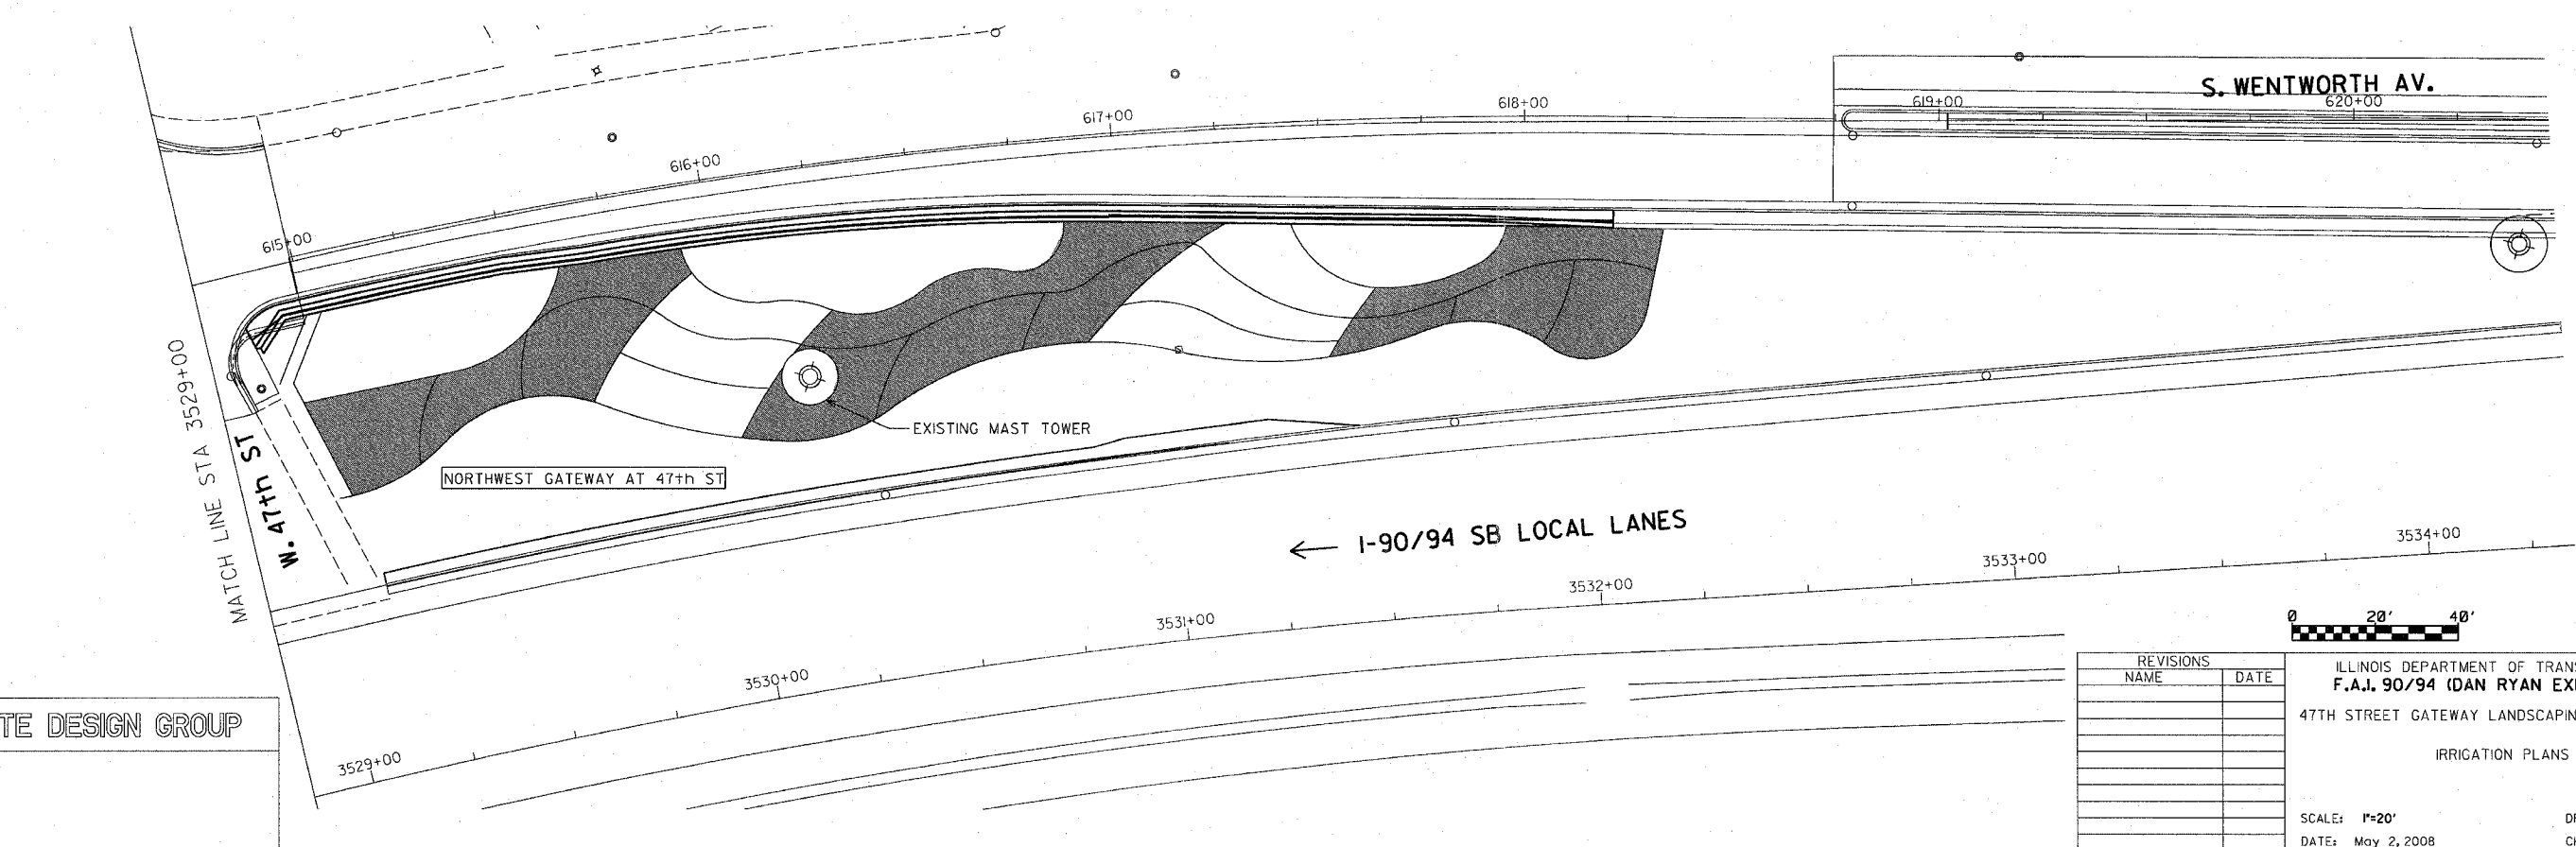 S. WENTWORTH AV.
615+00
616+00
617+00
618+00
619+00
620+00
MATCH LINE STA 3529+00
W. 47th ST
EXISTING MAST TOWER
NORTHWEST GATEWAY AT 47th ST
I-90/94 SB LOCAL LANES
3529+00
3530+00
3531+00
3532+00
3533+00
3534+00
0 20' 40'
TE DESIGN GROUP
REVISIONS
NAME DATE
ILLINOIS DEPARTMENT OF TRANS
F.A.I. 90/94 (DAN RYAN EX
47TH STREET GATEWAY LANDSCAPIN
IRRIGATION PLANS
SCALE: 1"=20'
DATE: May 2, 2008